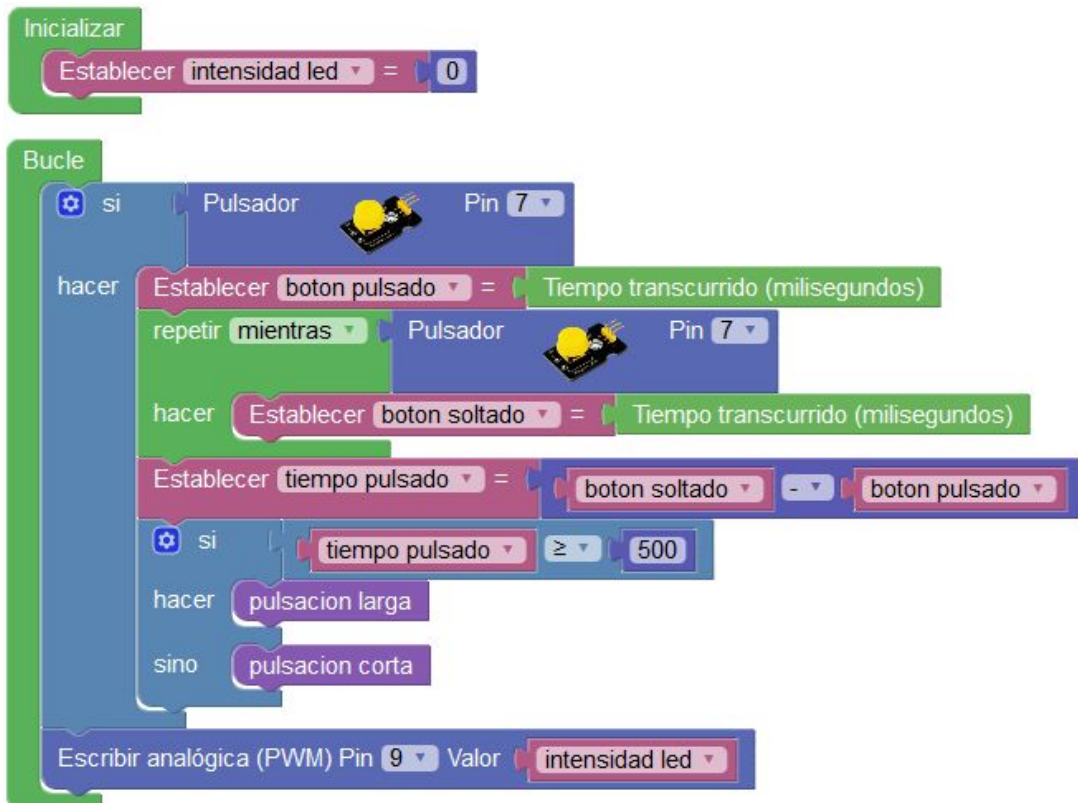 Inicializar
Establecer intensidad led = 0
Bucle
si Pulsador Pin 7
hacer Establecer boton pulsado = Tiempo transcurrido (milisegundos)
repetir mientras Pulsador Pin 7
hacer Establecer boton soltado = Tiempo transcurrido (milisegundos)
Establecer tiempo pulsado = boton soltado - boton pulsado
si tiempo pulsado ≥ 500
hacer pulsacion larga
sino pulsacion corta
Escribir analógica (PWM) Pin 9 Valor intensidad led